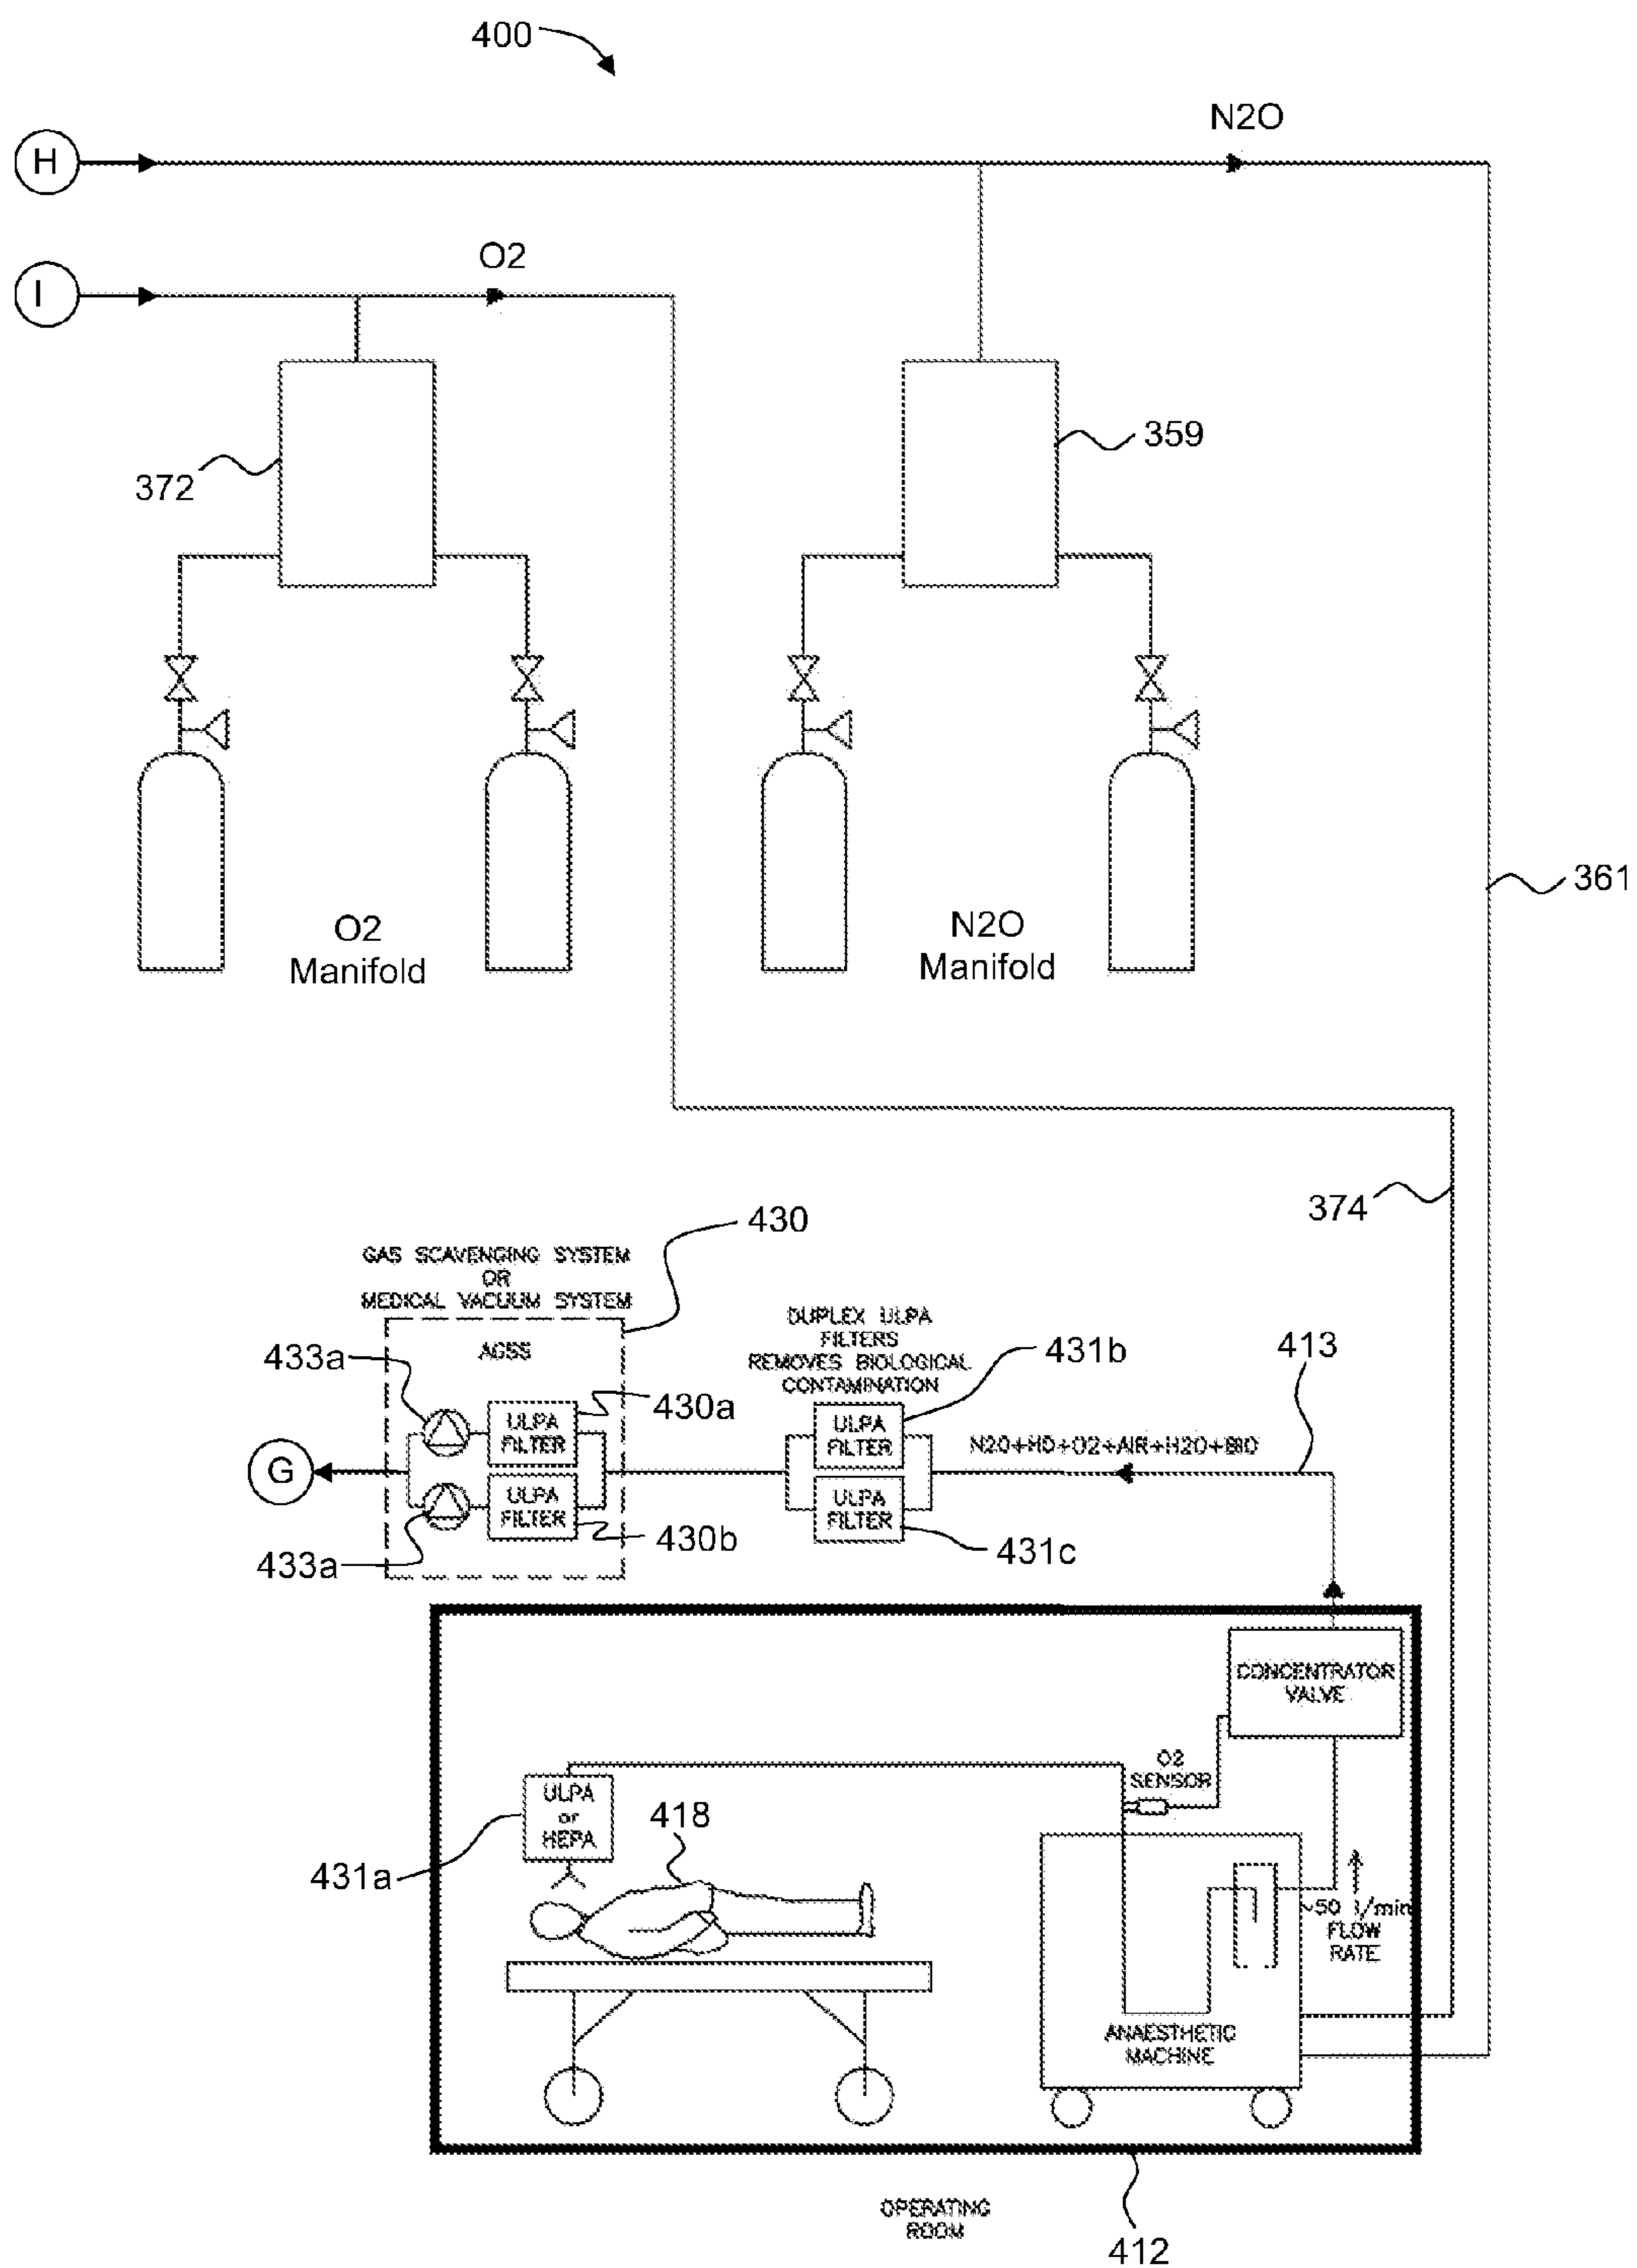 400
H
N2O
I
O2
372
359
O2
Manifold
N2O
Manifold
361
374
430
GAS SCAVENGING SYSTEM
OR
MEDICAL VACUUM SYSTEM
AGSS
433a
430a
ULPA
FILTER
G
ULPA
FILTER
433a
430b
DUPLEX ULPA
FILTERS
REMOVES BIOLOGICAL
CONTAMINATION
431b
ULPA
FILTER
ULPA
FILTER
431c
413
N2O+HD+O2+AIR+H2O+BIO
CONCENTRATOR
VALVE
O2
SENSOR
ULPA
or
HEPA
431a
418
~50 l/min
FLOW
RATE
ANAESTHETIC
MACHINE
OPERATING
ROOM
412